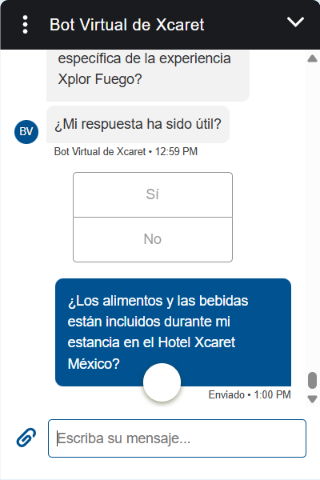 Bot Virtual de Xcaret
específica de la experiencia
Xplor Fuego?
¿Mi respuesta ha sido útil?
BV
Bot Virtual de Xcaret • 12:59 PM
Sí
No
¿Los alimentos y las bebidas
están incluidos durante mi
estancia en el Hotel Xcaret
México?
Enviado • 1:00 PM
Escriba su mensaje...